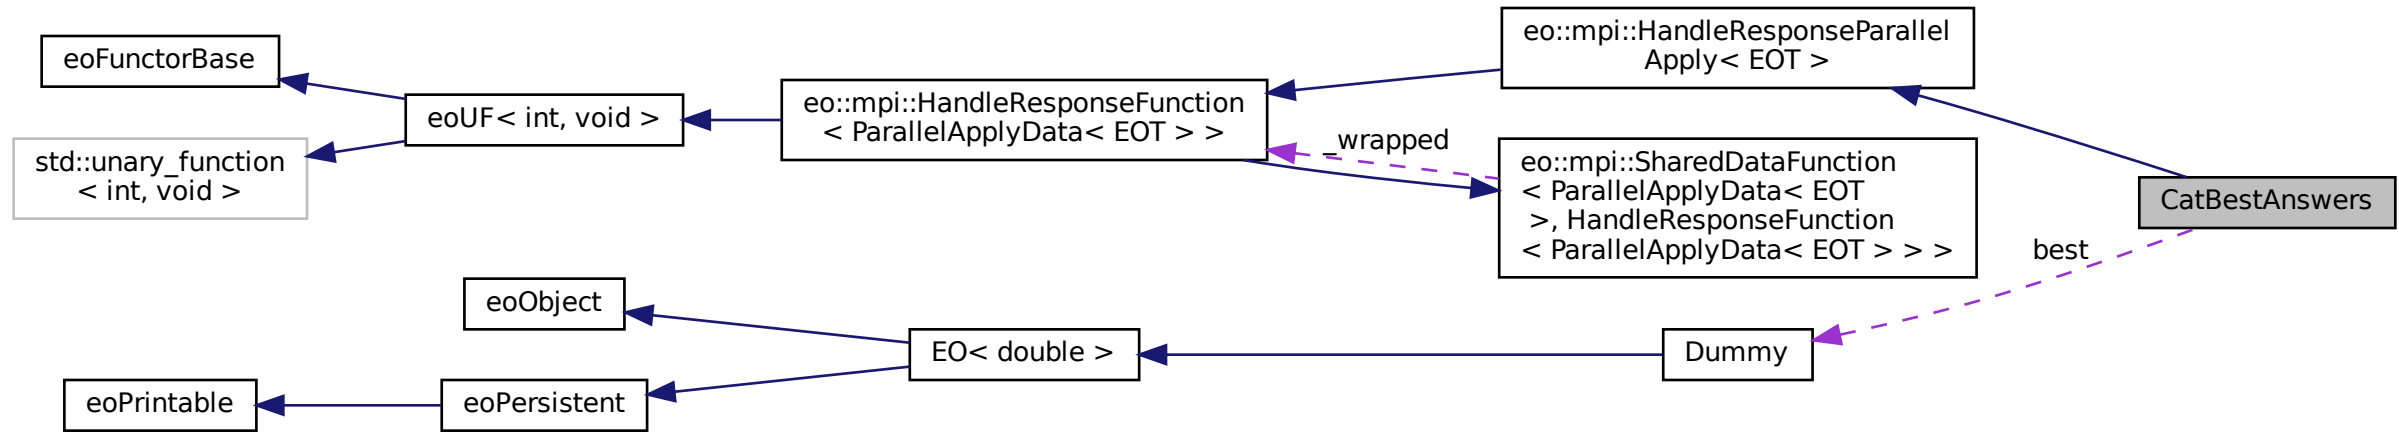 eoFunctorBase
std::unary_function
< int, void >
eoUF< int, void >
eo::mpi::HandleResponseFunction
< ParallelApplyData< EOT > >
eo::mpi::HandleResponseParallel
Apply< EOT >
_wrapped
eo::mpi::SharedDataFunction
< ParallelApplyData< EOT
>, HandleResponseFunction
< ParallelApplyData< EOT > > >
CatBestAnswers
best
eoObject
EO< double >
Dummy
eoPrintable
eoPersistent